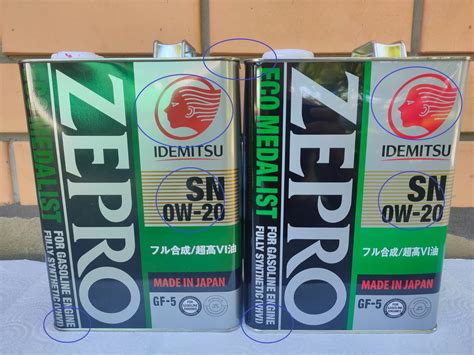 ZEPRO
MEDALIST
FOR GASOLINE ENGINE
FULLY SYNTHETIC(VHVI)
IDEMITSU
SN
0W-20
フル合成/超高VI油
MADE IN JAPAN
GF-5
ZEPRO
ECO MEDALIST
FOR GASOLINE ENGINE
FULLY SYNTHETIC(VHVI)
IDEMITSU
SN
0W-20
フル合成/超高VI油
MADE IN JAPAN
GF-5